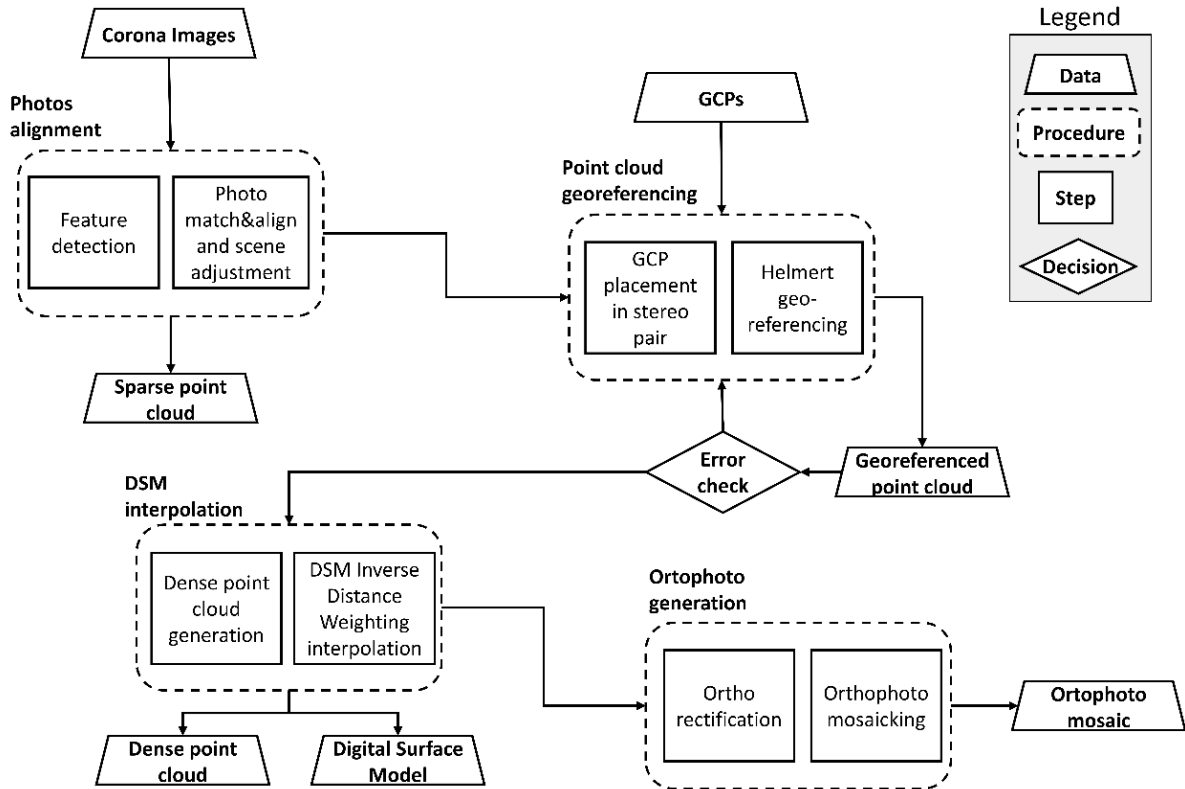 Corona Images
Photos
alignment
Feature
detection
Photo
match&align
and scene
adjustment
Sparse point
cloud
GCPs
Point cloud
georeferencing
GCP
placement
in stereo
pair
Helmert
geo-
referencing
Georeferenced
point cloud
Error
check
DSM
interpolation
Dense point
cloud
generation
DSM Inverse
Distance
Weighting
interpolation
Dense point
cloud
Digital Surface
Model
Ortophoto
generation
Ortho
rectification
Orthophoto
mosaicking
Ortophoto
mosaic
Legend
Data
Procedure
Step
Decision